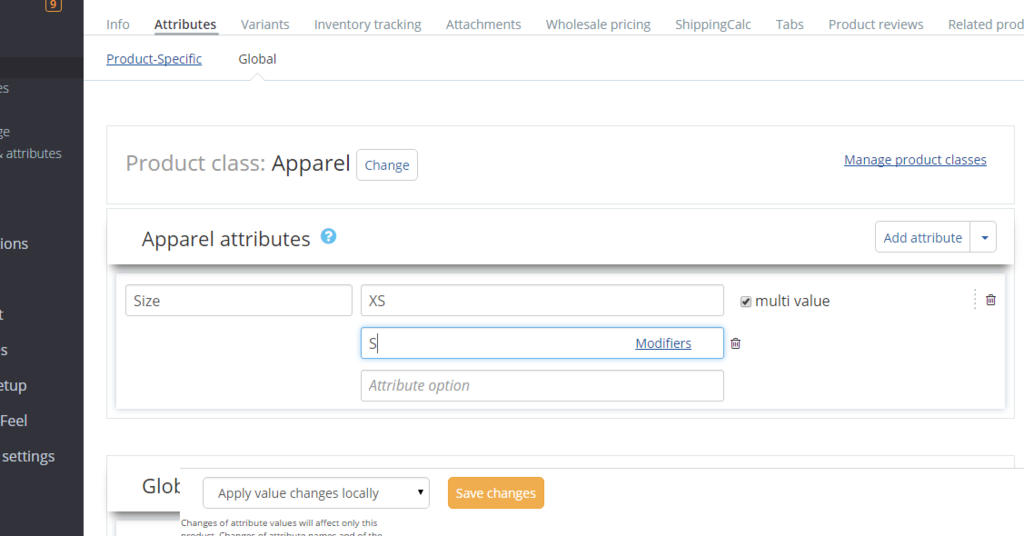 9
Info Attributes Variants Inventory tracking Attachments Wholesale pricing ShippingCalc Tabs Product reviews Related prod
Product-Specific Global
es
ge
& attributes
ions
t
s
etup
Feel
settings
Product class: Apparel Change Manage product classes
Apparel attributes ? Add attribute
Size XS multi value
S Modifiers
Attribute option
Glob
Apply value changes locally Save changes
Changes of attribute values will affect only this
product. Changes of attribute names and of the